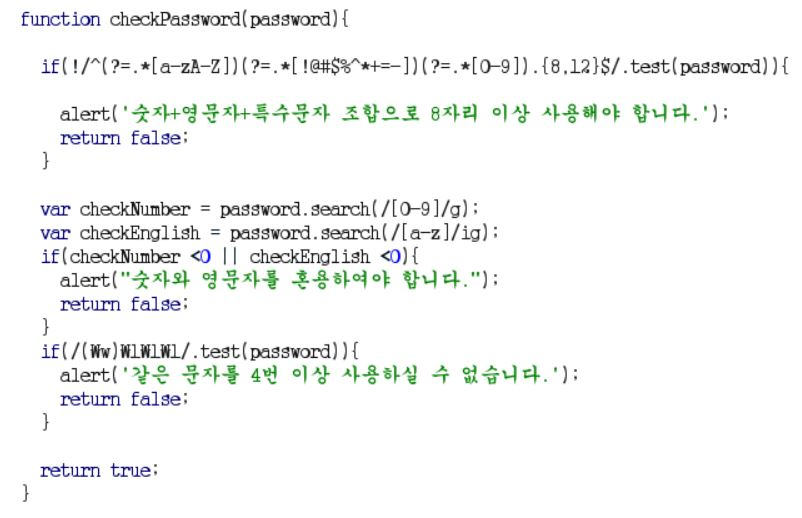 function checkPassword(password){
if(!/^(?=.*[a-zA-Z])(?=.*[!@#$%^*+=-])(?=.*[0-9]).{8,12}$/.test(password)){
alert('숫자+영문자+특수문자 조합으로 8자리 이상 사용해야 합니다.');
return false;
}
var checkNumber = password.search(/[0-9]/g);
var checkEnglish = password.search(/[a-z]/ig);
if(checkNumber <0 || checkEnglish <0){
alert("숫자와 영문자를 혼용하여야 합니다.");
return false;
}
if(/(₩w)₩1₩1₩1/.test(password)){
alert('같은 문자를 4번 이상 사용하실 수 없습니다.');
return false;
}
return true;
}